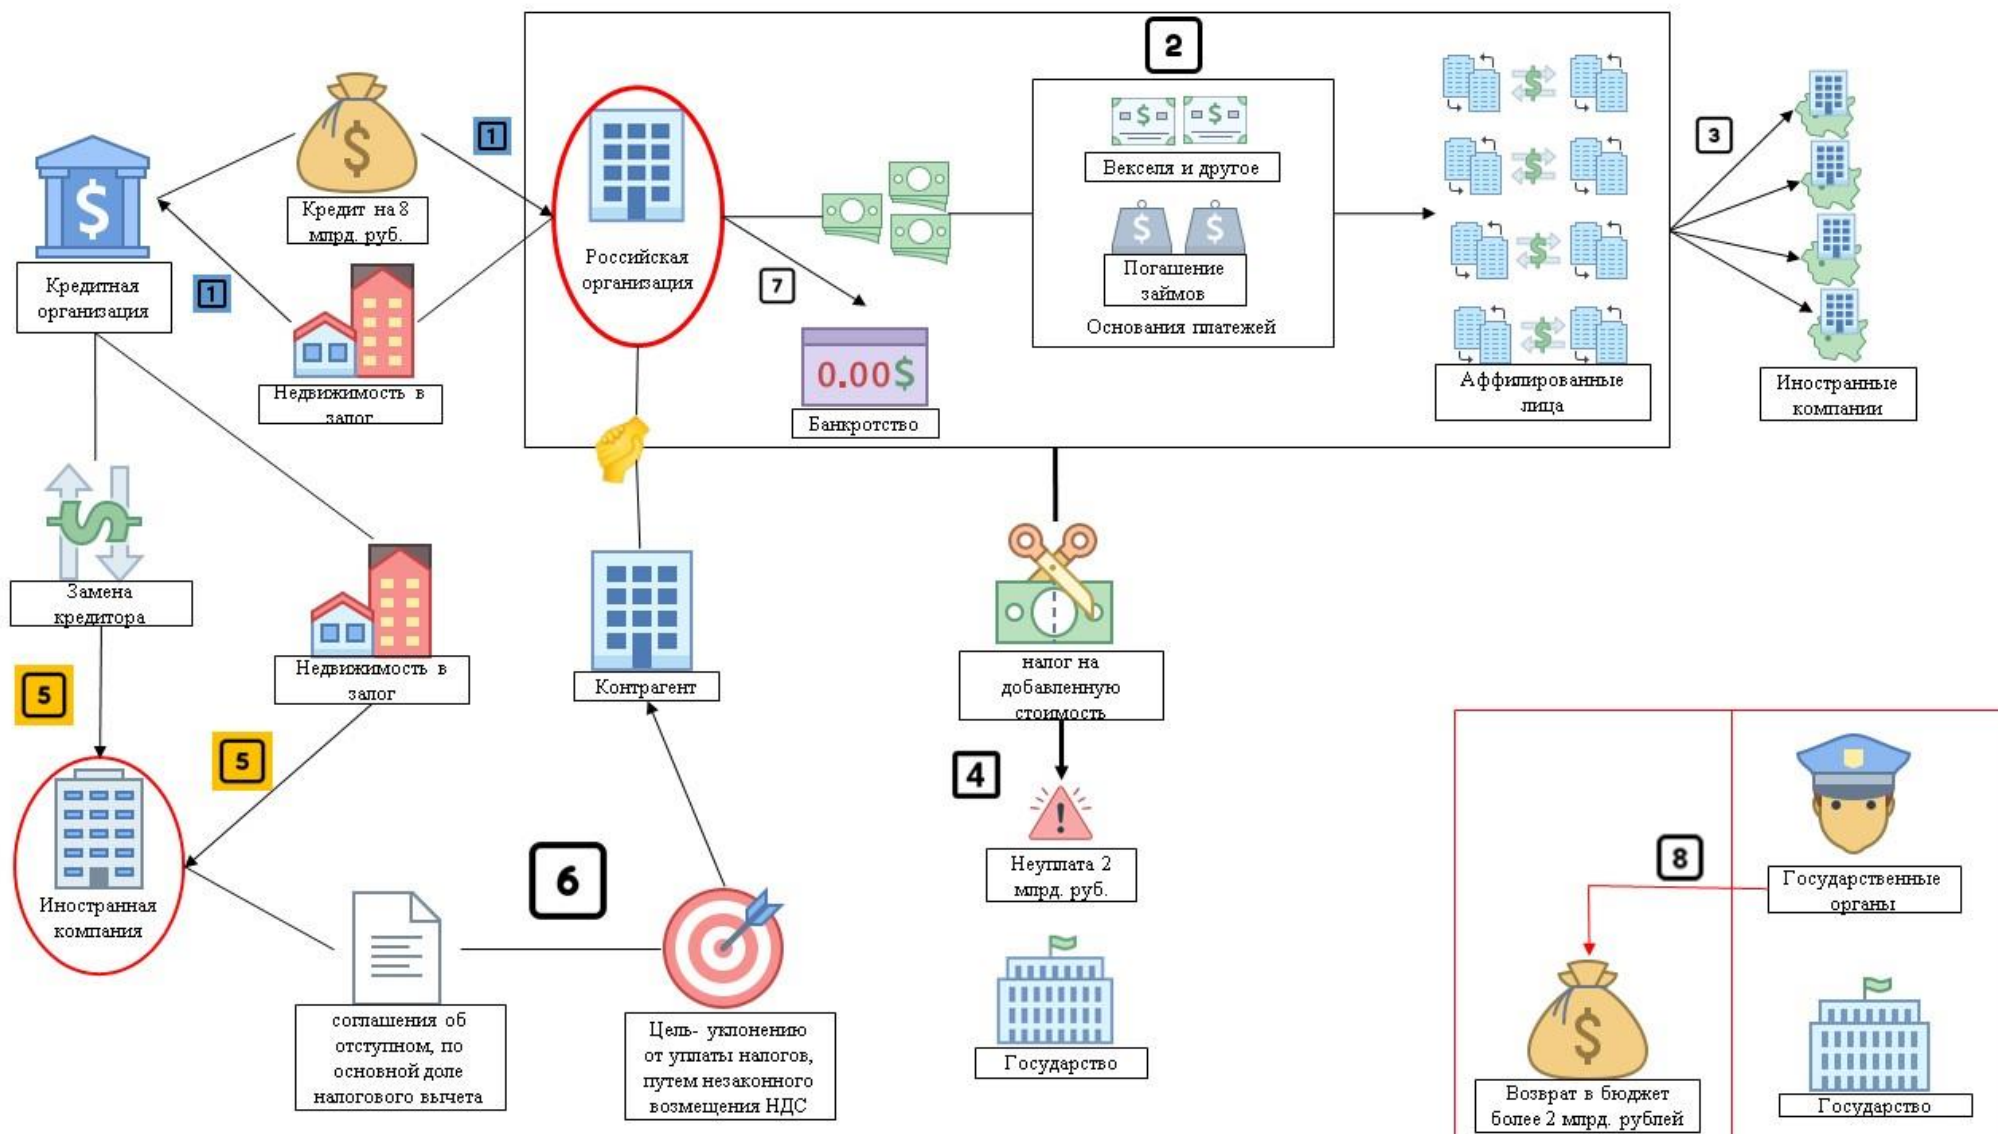 2
1
3
Кредит на 8
млрд. руб.
Векселя и другое
Кредитная
организация
1
Российская
организация
7
Погашение
займов
Основания платежей
0.00$
Недвижимость в
залог
Банкротство
Аффилированные
лица
Иностранные
компании
Замена
кредитора
Недвижимость в
залог
Контрагент
налог на
добавленную
стоимость
5
5
4
Неуплата 2
млрд. руб.
6
8
Иностранная
компания
Государственные
органы
соглашения об
отступном, по
основной доле
налогового вычета
Цель- уклонению
от уплаты налогов,
путем незаконного
возмещения НДС
Государство
Возврат в бюджет
более 2 млрд. рублей
Государство